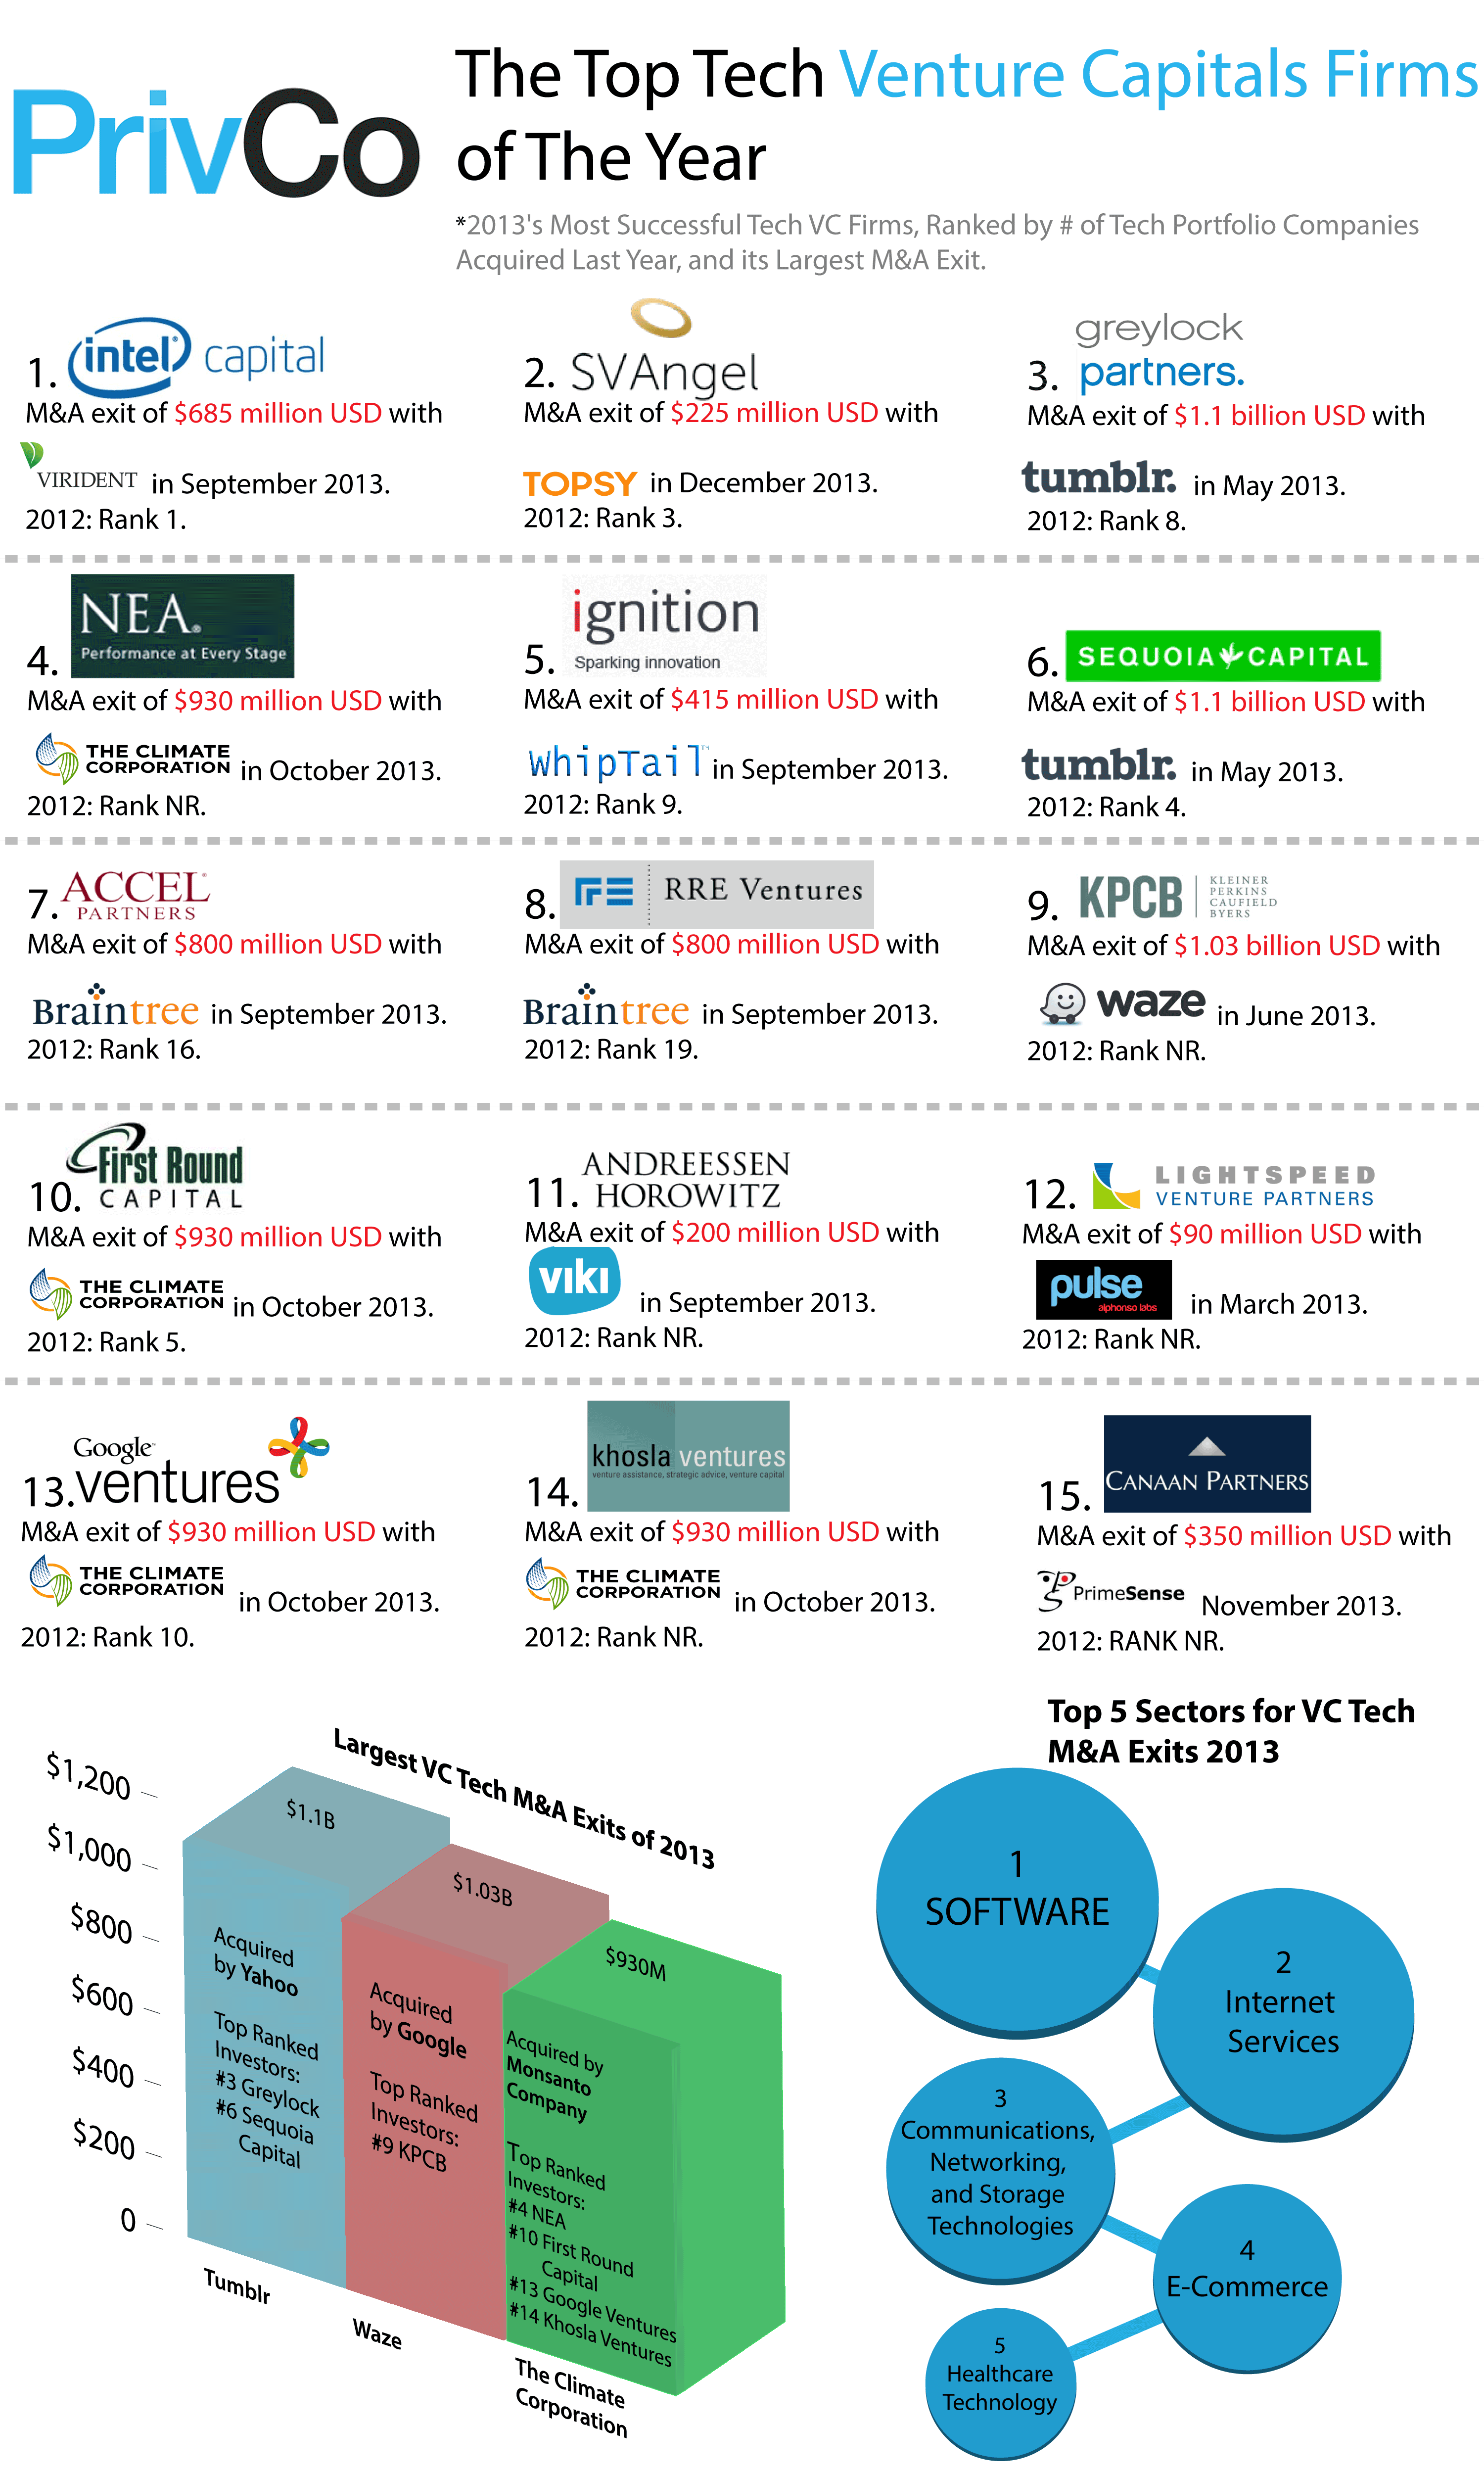 PrivCo
The Top Tech Venture Capitals Firms
of The Year
*2013's Most Successful Tech VC Firms, Ranked by # of Tech Portfolio Companies
Acquired Last Year, and its Largest M&A Exit.
1. intel capital
M&A exit of $685 million USD with
VIRIDENT in September 2013.
2012: Rank 1.
2. SVAngel
M&A exit of $225 million USD with
TOPSY in December 2013.
2012: Rank 3.
greylock
3. partners.
M&A exit of $1.1 billion USD with
tumblr. in May 2013.
2012: Rank 8.
NEA®
4. Performance at Every Stage
M&A exit of $930 million USD with
THE CLIMATE
CORPORATION in October 2013.
2012: Rank NR.
ignition
5. Sparking innovation
M&A exit of $415 million USD with
WhipTail™ in September 2013.
2012: Rank 9.
6. SEQUOIA CAPITAL
M&A exit of $1.1 billion USD with
tumblr. in May 2013.
2012: Rank 4.
ACCEL
7. PARTNERS
M&A exit of $800 million USD with
Braintree in September 2013.
2012: Rank 16.
8. RRE Ventures
M&A exit of $800 million USD with
Braintree in September 2013.
2012: Rank 19.
9. KPCB
KLEINER
PERKINS
CAUFIELD
BYERS
M&A exit of $1.03 billion USD with
waze in June 2013.
2012: Rank NR.
First Round
10. CAPITAL
M&A exit of $930 million USD with
THE CLIMATE
CORPORATION in October 2013.
2012: Rank 5.
ANDREESSEN
11. HOROWITZ
M&A exit of $200 million USD with
VIKI in September 2013.
2012: Rank NR.
LIGHTSPEED
12. VENTURE PARTNERS
M&A exit of $90 million USD with
pulse
alphonso labs in March 2013.
2012: Rank NR.
Google™
13. ventures
M&A exit of $930 million USD with
THE CLIMATE
CORPORATION in October 2013.
2012: Rank 10.
khosla ventures
venture assistance, strategic advice, venture capital
14.
M&A exit of $930 million USD with
THE CLIMATE
CORPORATION in October 2013.
2012: Rank NR.
15. CANAAN PARTNERS
M&A exit of $350 million USD with
PrimeSense November 2013.
2012: RANK NR.
Largest VC Tech M&A Exits of 2013
$1,200
$1,000
$800
$600
$400
$200
0
$1.1B
Acquired
by Yahoo
Top Ranked
Investors:
#3 Greylock
#6 Sequoia
Capital
Tumblr
$1.03B
Acquired
by Google
Top Ranked
Investors:
#9 KPCB
Waze
$930M
Acquired by
Monsanto
Company
Top Ranked
Investors:
#4 NEA
#10 First Round
Capital
#13 Google Ventures
#14 Khosla Ventures
The Climate
Corporation
Top 5 Sectors for VC Tech
M&A Exits 2013
1
SOFTWARE
2
Internet
Services
3
Communications,
Networking,
and Storage
Technologies
4
E-Commerce
5
Healthcare
Technology